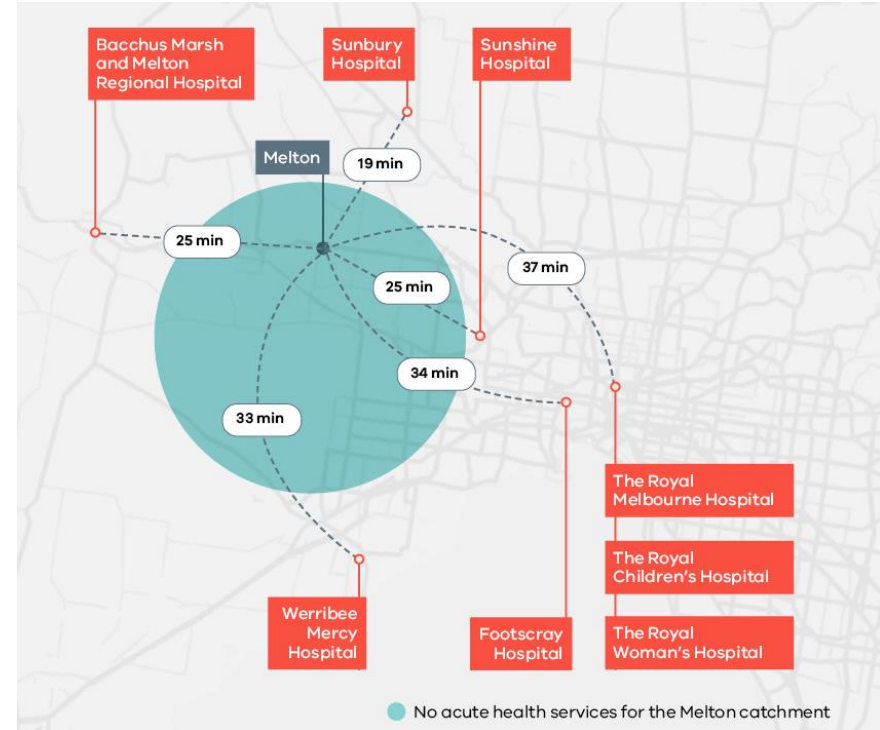 Bacchus Marsh
and Melton
Regional Hospital
Sunbury
Hospital
Sunshine
Hospital
Melton
19 min
25 min
37 min
25 min
34 min
33 min
The Royal
Melbourne Hospital
The Royal
Children's Hospital
Werribee
Mercy
Hospital
Footscray
Hospital
The Royal
Woman's Hospital
No acute health services for the Melton catchment